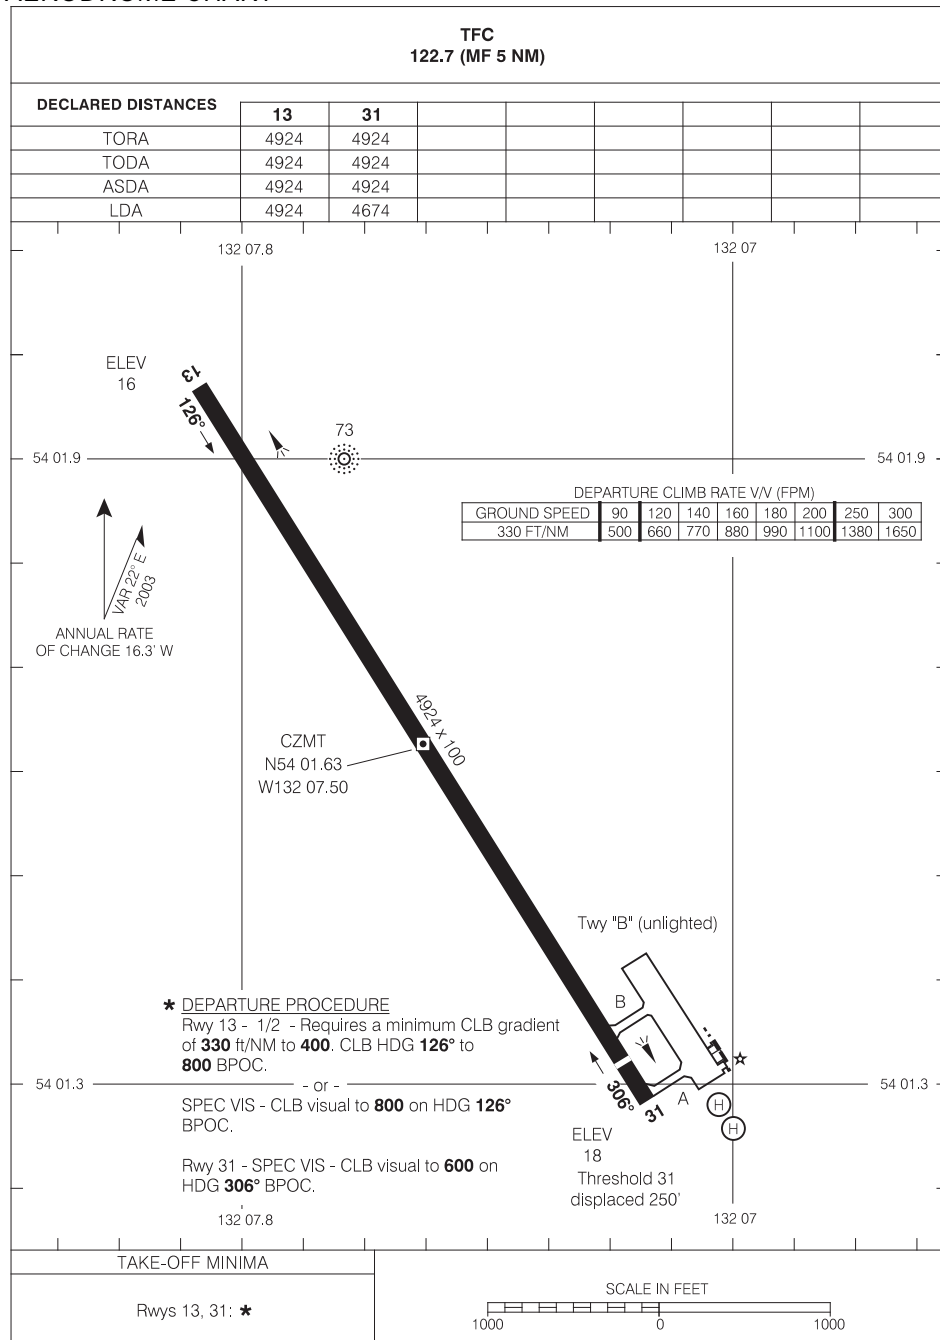 TFC
122.7 (MF 5 NM)
DECLARED DISTANCES 13 31
TORA 4924 4924
TODA 4924 4924
ASDA 4924 4924
LDA 4924 4674
132 07.8 132 07
ELEV
16
13
126°
73
54 01.9 54 01.9
DEPARTURE CLIMB RATE V/V (FPM)
GROUND SPEED 90 120 140 160 180 200 250 300
330 FT/NM 500 660 770 880 990 1100 1380 1650
VAR 22° E
2003
ANNUAL RATE
OF CHANGE 16.3' W
4924 x 100
CZMT
N54 01.63
W132 07.50
Twy "B" (unlighted)
B
* DEPARTURE PROCEDURE
Rwy 13 - 1/2 - Requires a minimum CLB gradient
of 330 ft/NM to 400. CLB HDG 126° to
800 BPOC.
54 01.3 - or - 54 01.3
SPEC VIS - CLB visual to 800 on HDG 126°
BPOC.
306°
31
A
H
H
ELEV
18
Threshold 31
displaced 250'
Rwy 31 - SPEC VIS - CLB visual to 600 on
HDG 306° BPOC.
132 07.8 132 07
TAKE-OFF MINIMA
Rwys 13, 31: *
SCALE IN FEET
1000 0 1000